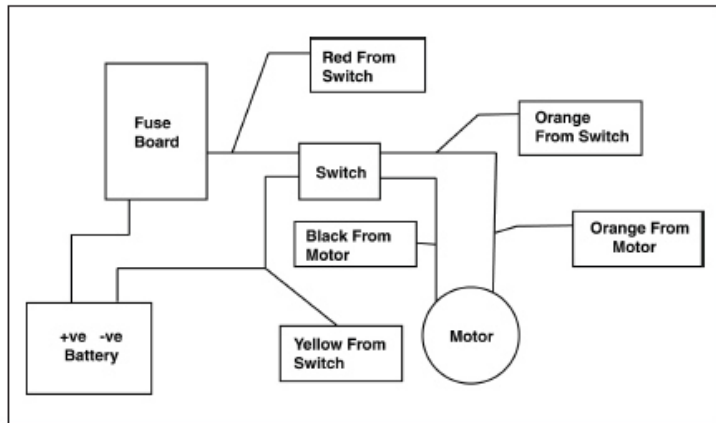 Red From
Switch
Fuse
Board
Orange
From Switch
Switch
Black From
Motor
Orange From
Motor
+ve -ve
Battery
Yellow From
Switch
Motor